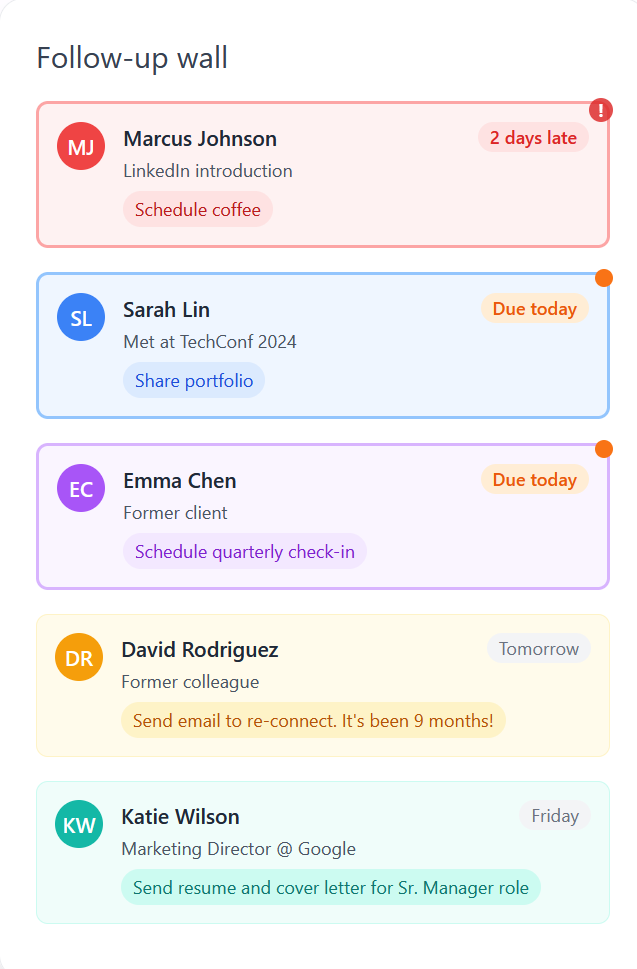 Follow-up wall
!
MJ
Marcus Johnson
2 days late
LinkedIn introduction
Schedule coffee
SL
Sarah Lin
Due today
Met at TechConf 2024
Share portfolio
EC
Emma Chen
Due today
Former client
Schedule quarterly check-in
DR
David Rodriguez
Tomorrow
Former colleague
Send email to re-connect. It's been 9 months!
KW
Katie Wilson
Friday
Marketing Director @ Google
Send resume and cover letter for Sr. Manager role